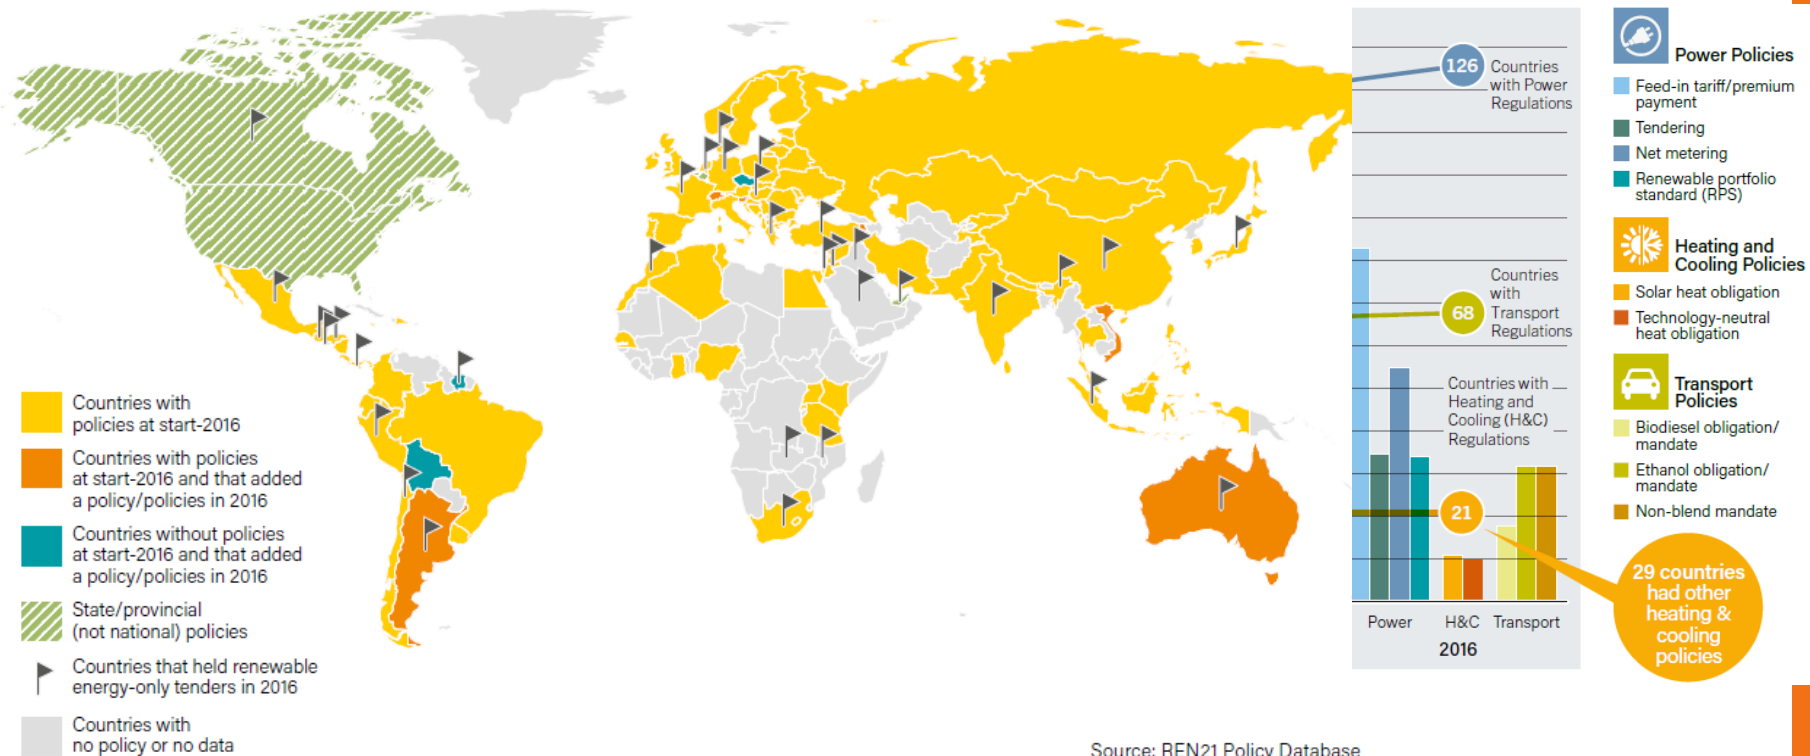 Countries with
policies at start-2016
Countries with policies
at start-2016 and that added
a policy/policies in 2016
Countries without policies
at start-2016 and that added
a policy/policies in 2016
State/provincial
(not national) policies
Countries that held renewable
energy-only tenders in 2016
Countries with
no policy or no data
126
Countries
with Power
Regulations
68
Countries
with
Transport
Regulations
Countries with
Heating and
Cooling (H&C)
Regulations
21
Power
H&C
Transport
2016
Power Policies
Feed-in tariff/premium
payment
Tendering
Net metering
Renewable portfolio
standard (RPS)
Heating and
Cooling Policies
Solar heat obligation
Technology-neutral
heat obligation
Transport
Policies
Biodiesel obligation/
mandate
Ethanol obligation/
mandate
Non-blend mandate
29 countries
had other
heating &
cooling
policies
Source: REN21 Policy Database